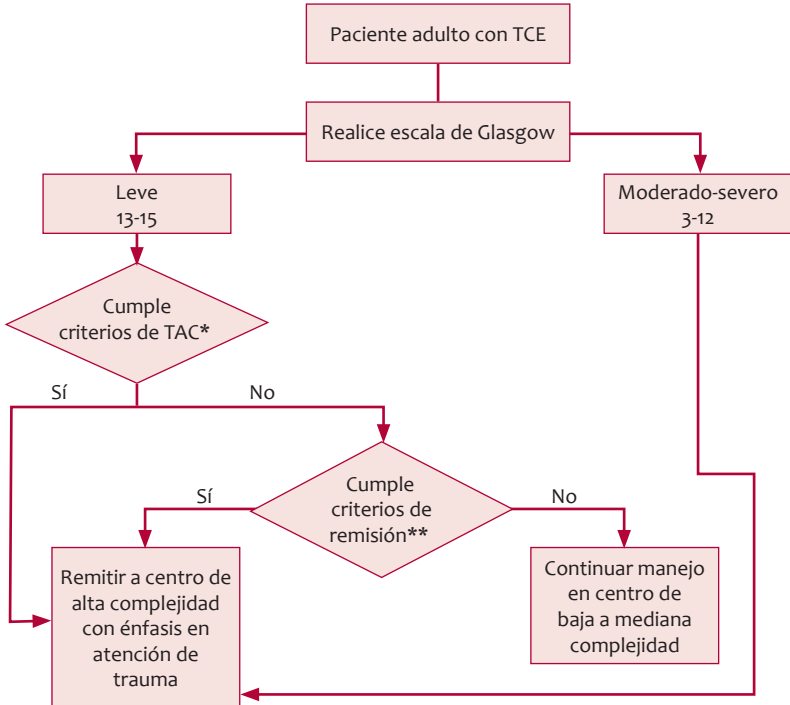 Paciente adulto con TCE
Realice escala de Glasgow
Leve
13-15
Moderado-severo
3-12
Cumple
criterios de TAC*
Sí
No
Cumple
criterios de
remisión**
Sí
No
Remitir a centro de
alta complejidad
con énfasis en
atención de
trauma
Continuar manejo
en centro de
baja a mediana
complejidad